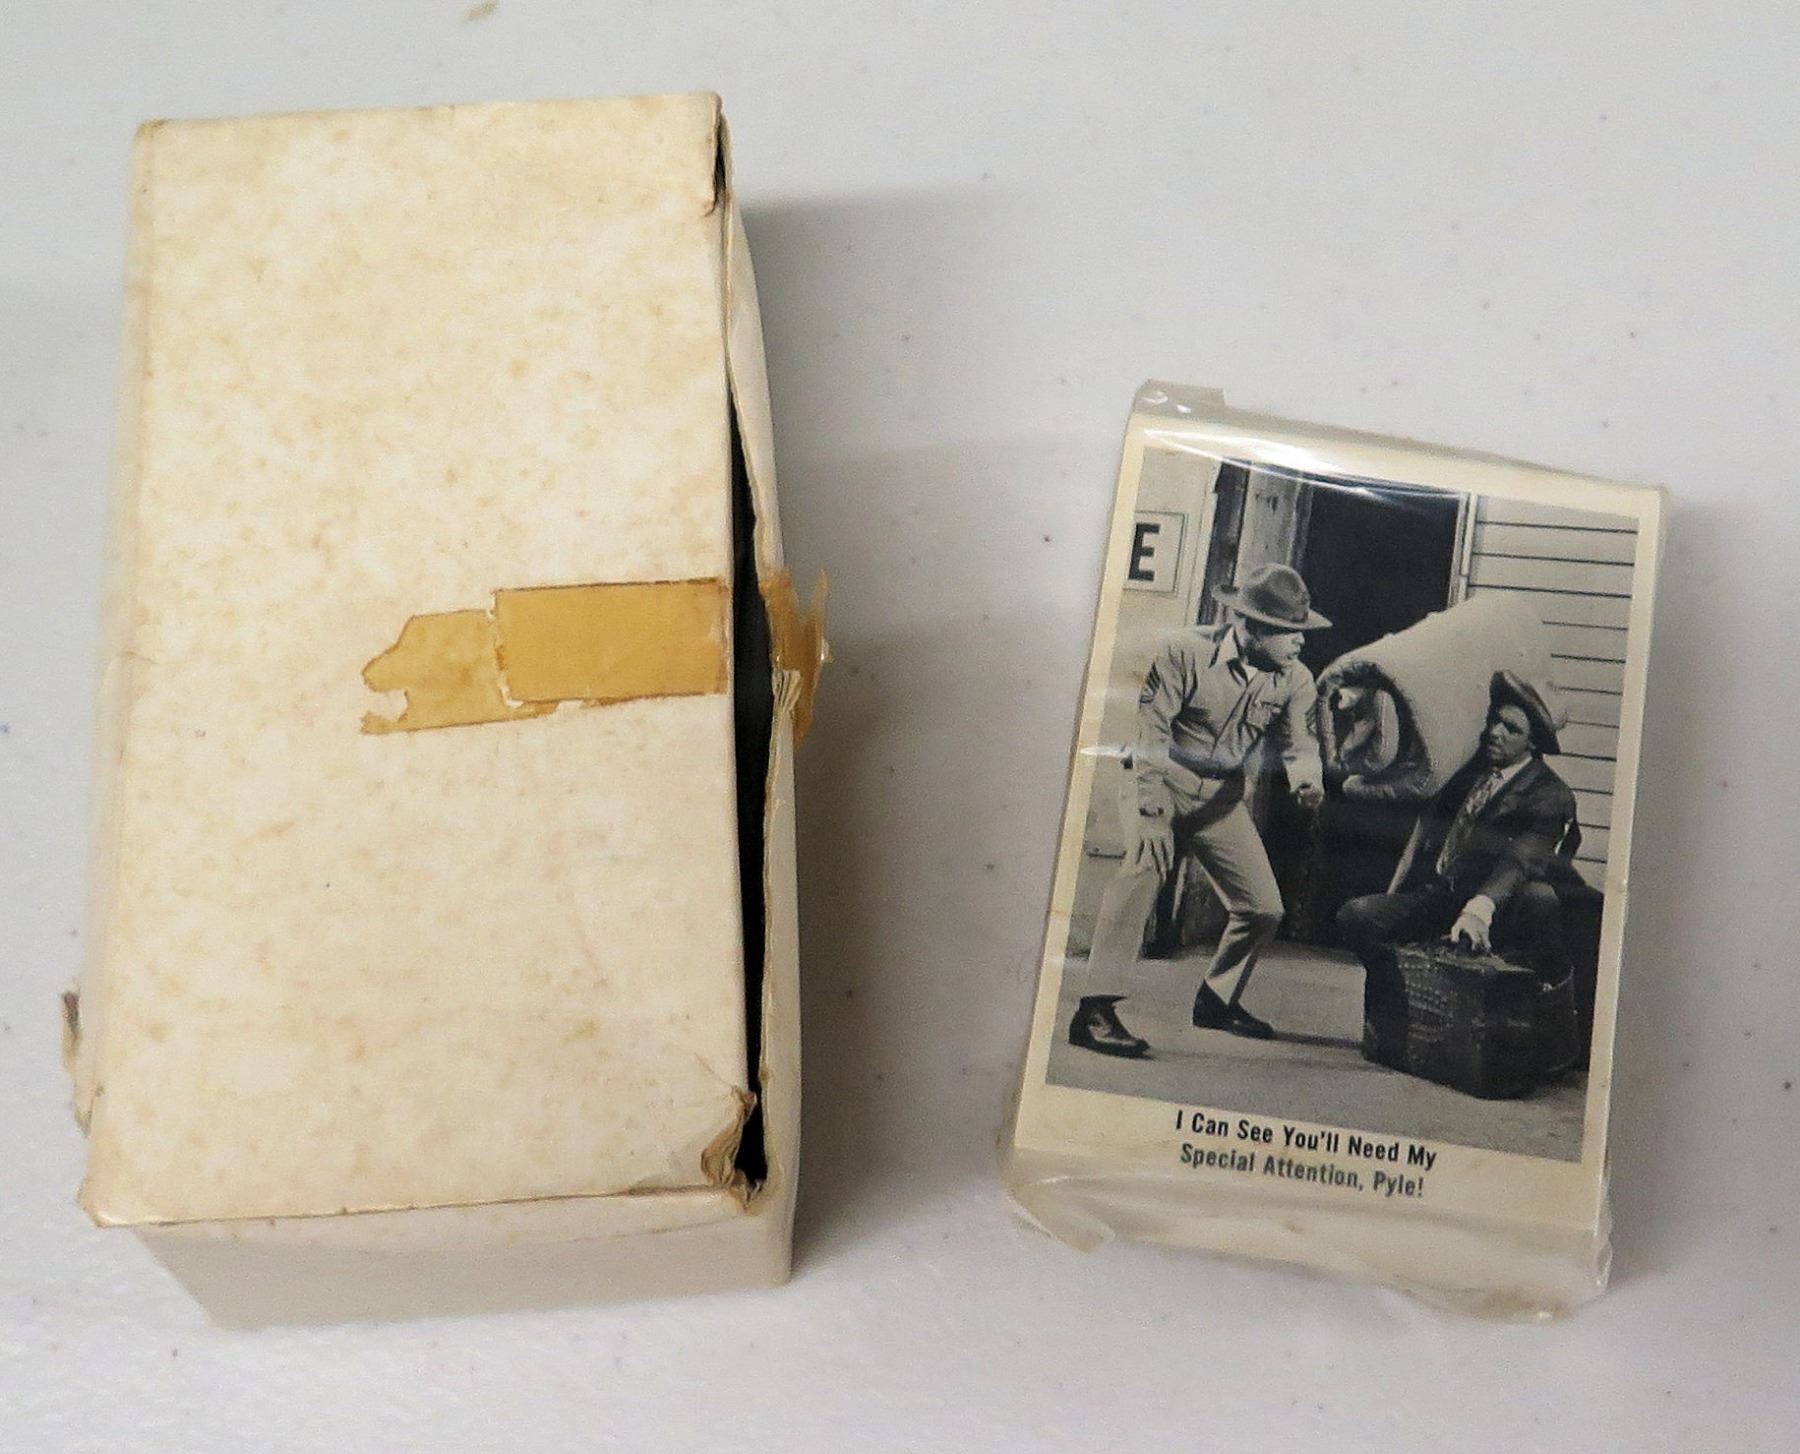 E
I Can See You'll Need My
Special Attention, Pyle!